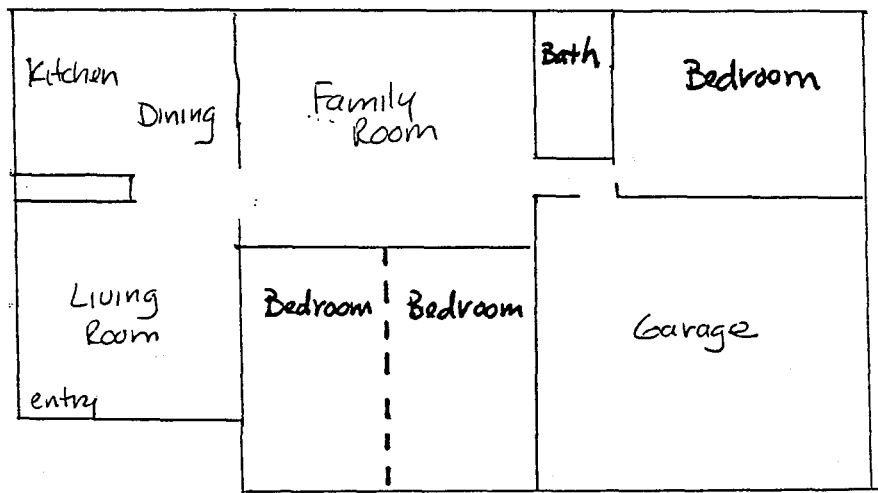 Kitchen
Dining
Family
Room
Bath
Bedroom
Living
Room
entry
Bedroom
Bedroom
Garage